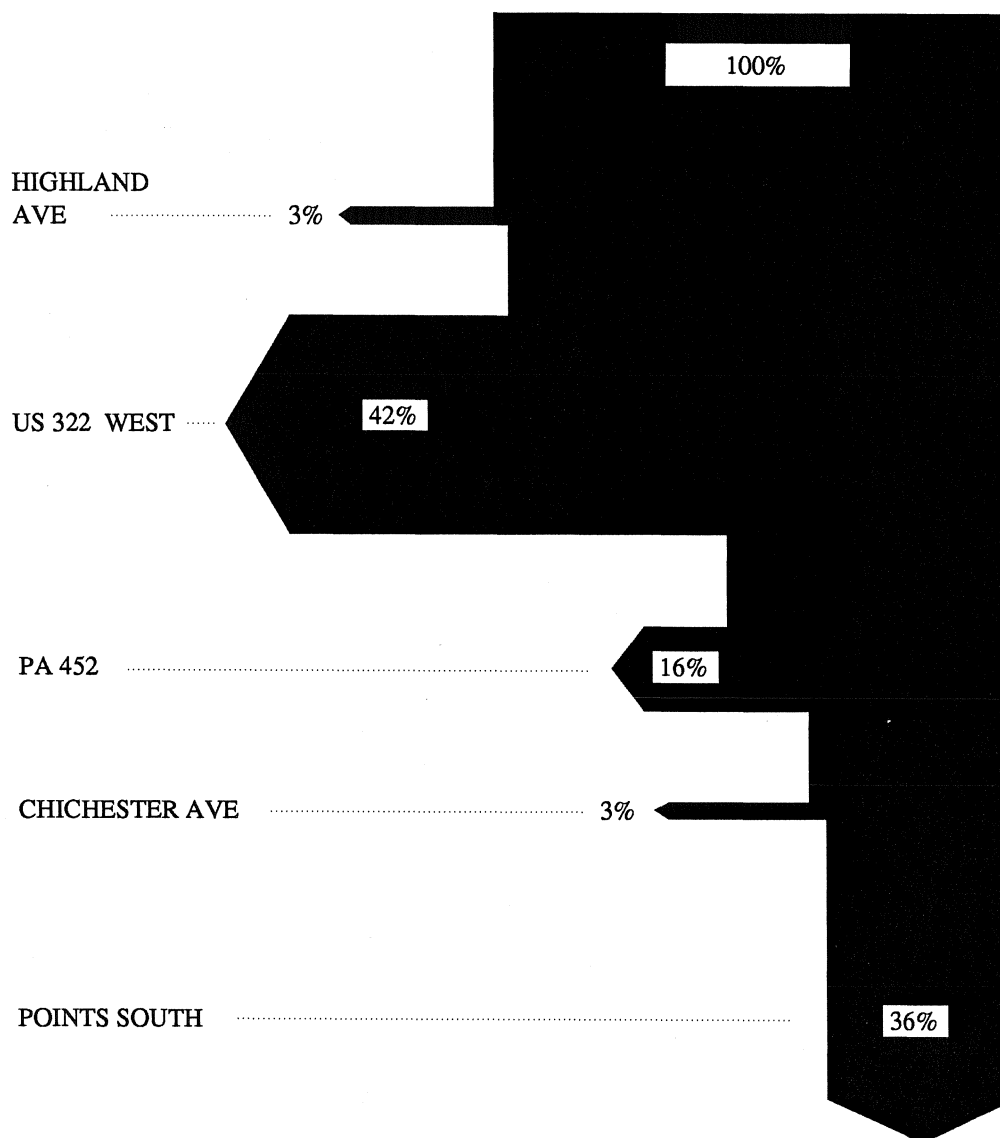 100%
HIGHLAND
AVE 3%
US 322 WEST 42%
PA 452 16%
CHICHESTER AVE 3%
POINTS SOUTH 36%